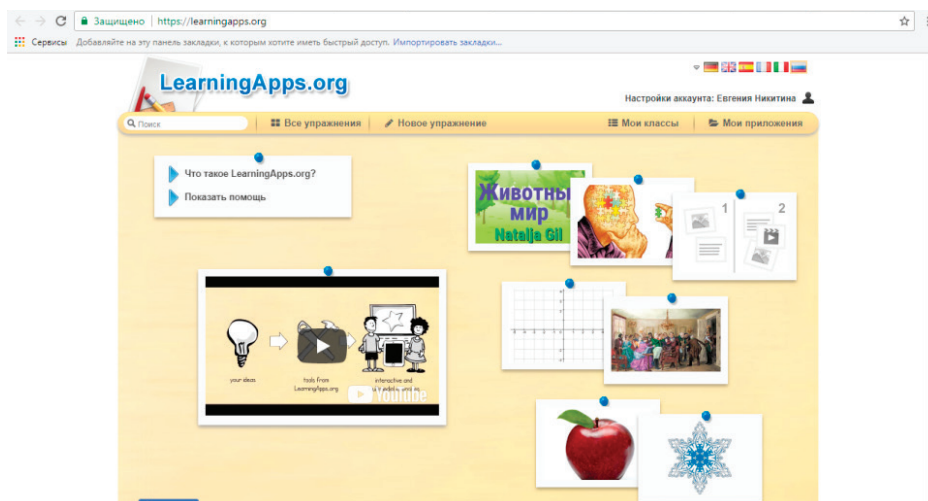 Защищено | https://learningapps.org
Сервисы Добавляйте на эту панель закладки, к которым хотите иметь быстрый доступ. Импортировать закладки...
LearningApps.org
Настройки аккаунта: Евгения Никитина
Поиск
Все упражнения
Новое упражнение
Мои классы
Мои приложения
Что такое LearningApps.org?
Показать помощь
Животны
мир
Natalja Gil
1
2
your ideas
tools from
LearningApps.org
interactive and
YouTube